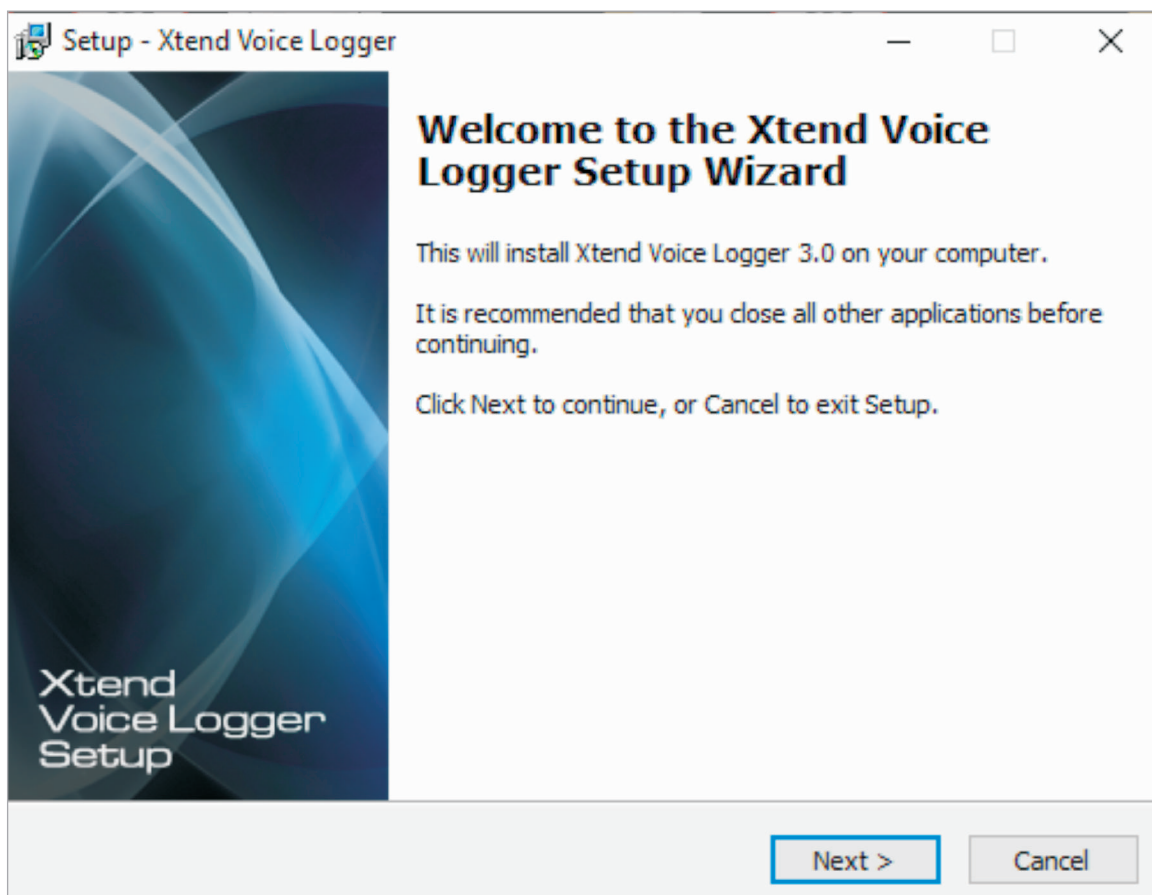 Setup - Xtend Voice Logger
Welcome to the Xtend Voice
Logger Setup Wizard
This will install Xtend Voice Logger 3.0 on your computer.
It is recommended that you close all other applications before
continuing.
Click Next to continue, or Cancel to exit Setup.
Xtend
Voice Logger
Setup
Next >
Cancel